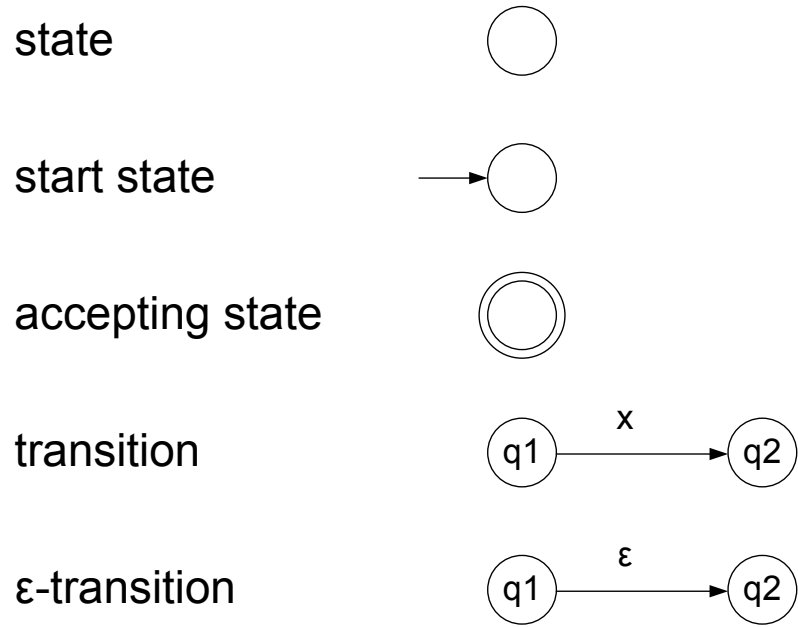 state
start state
accepting state
transition
x
q1 q2
ε-transition
ε
q1 q2